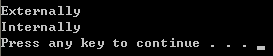 Externally
Internally
Press any key to continue . . .